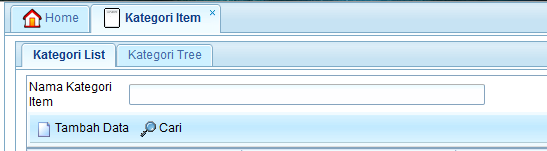 Home Kategori Item
Kategori List Kategori Tree
Nama Kategori
Item
Tambah Data Cari